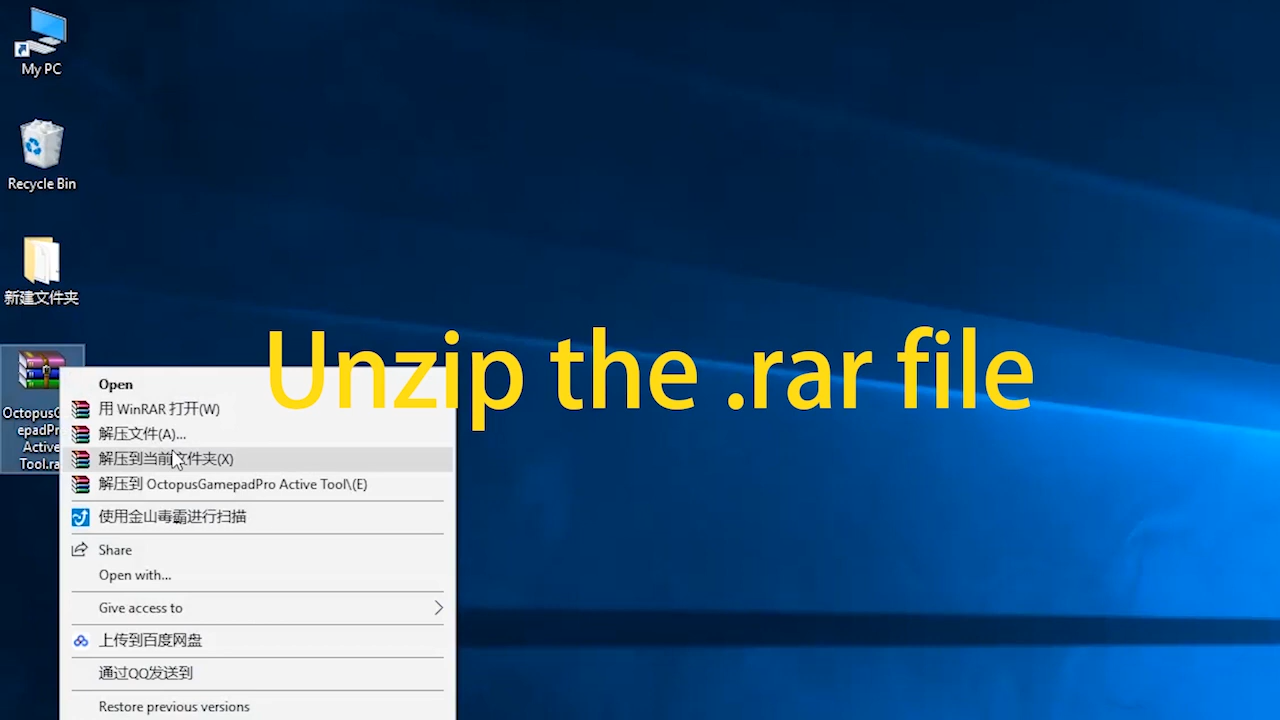 My PC
Recycle Bin
新建文件夹
Unzip the .rar file
Open
用 WinRAR 打开(W)
解压文件(A)...
解压到当前文件夹(X)
解压到 OctopusGamepadPro Active Tool\(E)
使用金山毒霸进行扫描
Share
Open with...
Give access to
上传到百度网盘
通过QQ发送到
Restore previous versions
OctopusG
epadPr
Active
Tool.ra